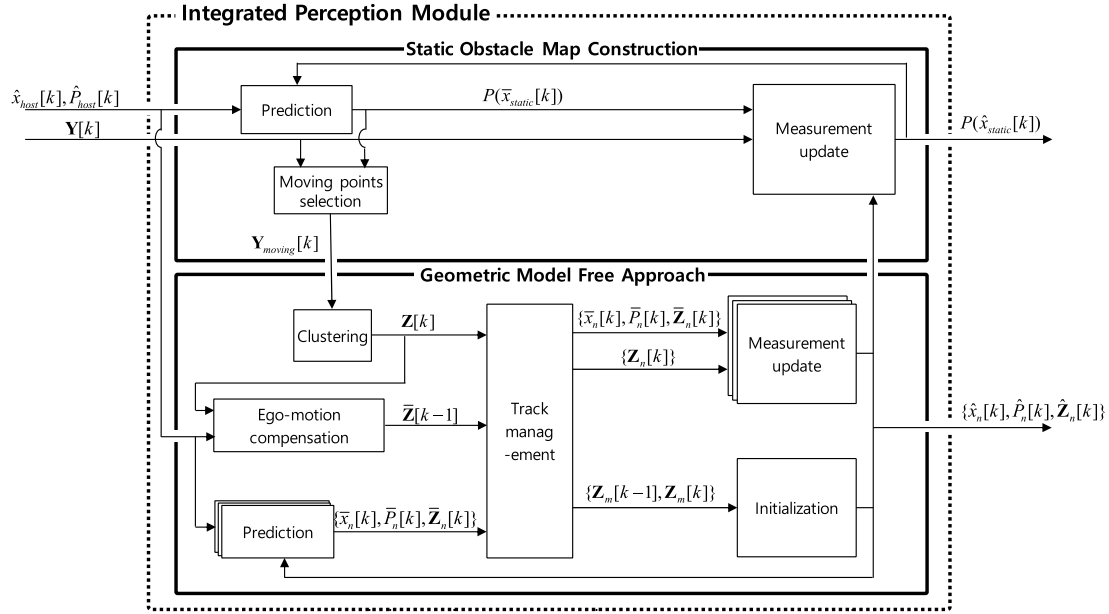 Integrated Perception Module
Static Obstacle Map Construction
x̂_host[k], P̂_host[k]
Prediction
P(x̄_static[k])
Y[k]
Measurement
update
P(x̂_static[k])
Moving points
selection
Y_moving[k]
Geometric Model Free Approach
Clustering
Z[k]
{x̄_n[k], P̄_n[k], Z̄_n[k]}
Measurement
update
{Z_n[k]}
Ego-motion
compensation
Z̄[k−1]
Track
manag
-ement
{x̂_n[k], P̂_n[k], Ẑ_n[k]}
{Z_m[k−1], Z_m[k]}
Initialization
Prediction
{x̄_n[k], P̄_n[k], Z̄_n[k]}